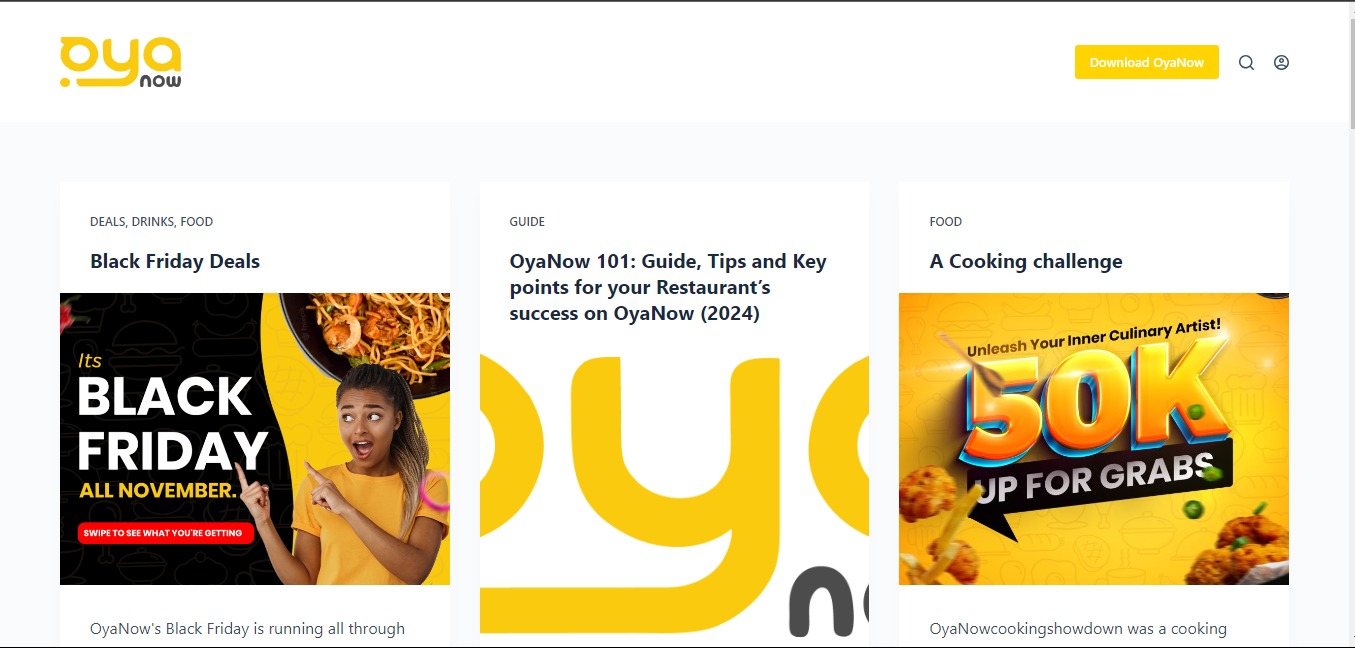 oya
now
Download OyaNow
DEALS, DRINKS, FOOD
Black Friday Deals
Its
BLACK
FRIDAY
ALL NOVEMBER.
SWIPE TO SEE WHAT YOU'RE GETTING
OyaNow's Black Friday is running all through
GUIDE
OyaNow 101: Guide, Tips and Key
points for your Restaurant’s
success on OyaNow (2024)
oyo
no
FOOD
A Cooking challenge
Unleash Your Inner Culinary Artist!
50K
UP FOR GRABS
OyaNowcookingshowdown was a cooking